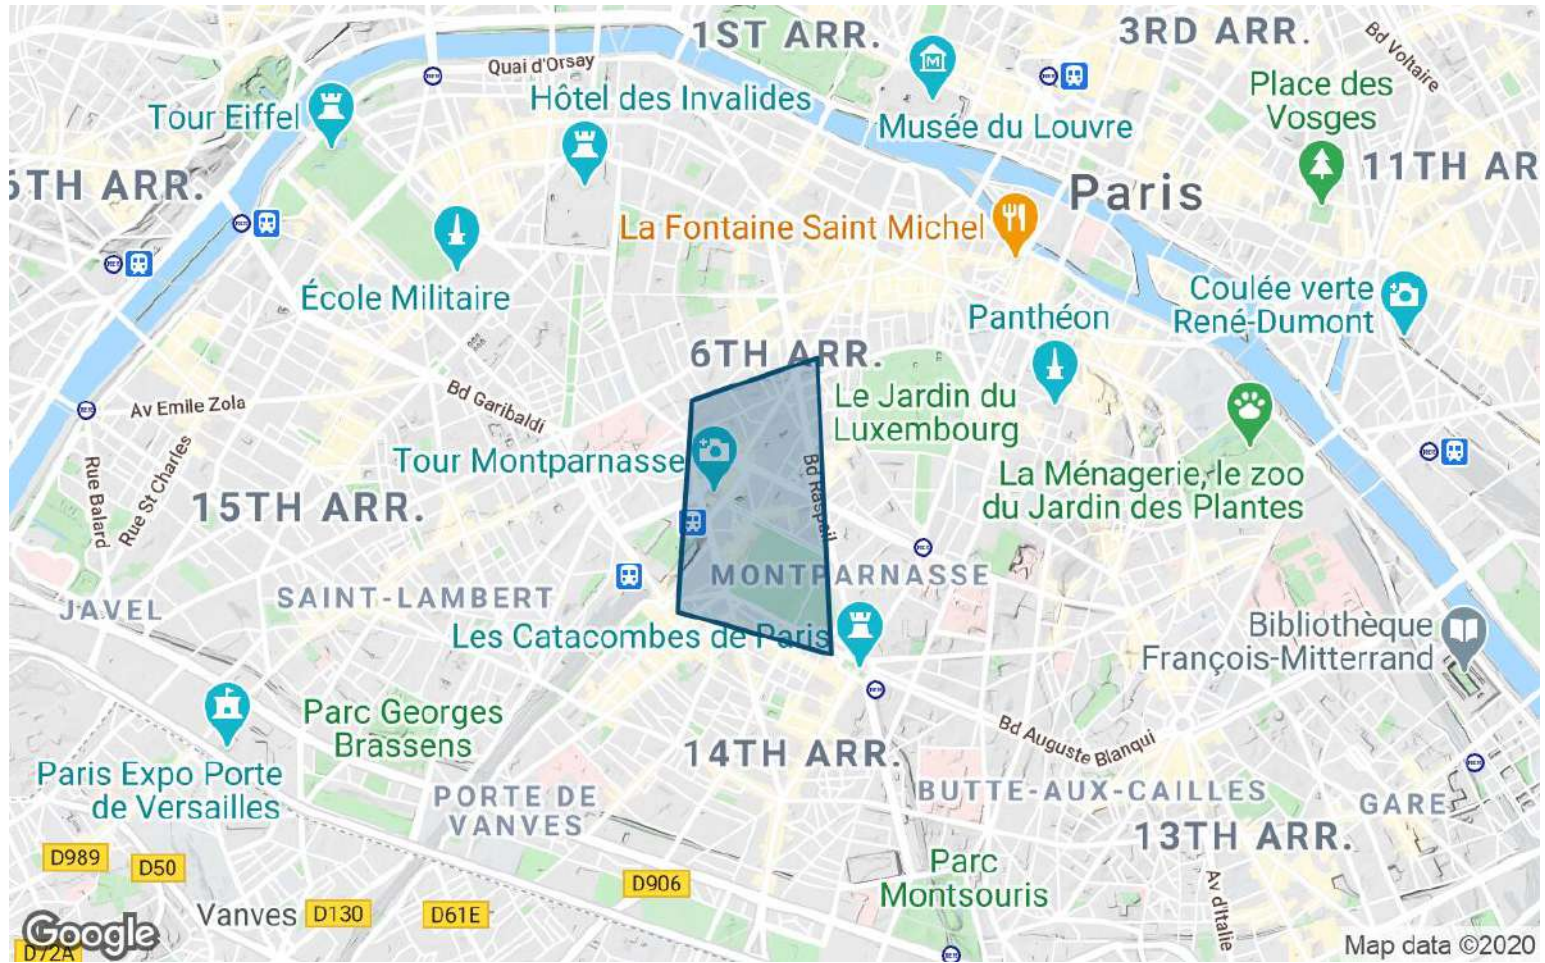 1ST ARR.
3RD ARR.
Bd Voltaire
Quai d'Orsay
Place des
Vosges
Tour Eiffel
Hôtel des Invalides
Musée du Louvre
11TH AR
6TH ARR.
Paris
La Fontaine Saint Michel
École Militaire
Coulée verte
René-Dumont
Panthéon
6TH ARR.
Bd Garibaldi
Av Emile Zola
Le Jardin du
Luxembourg
Tour Montparnasse
Bd Raspail
Rue Balard
Rue St Charles
15TH ARR.
La Ménagerie, le zoo
du Jardin des Plantes
MONTPARNASSE
JAVEL
SAINT-LAMBERT
Les Catacombes de Paris
Bibliothèque
François-Mitterrand
Parc Georges
Brassens
Bd Auguste Blanqui
14TH ARR.
Paris Expo Porte
de Versailles
PORTE DE
VANVES
BUTTE-AUX-CAILLES
GARE
13TH ARR.
D989
D50
D906
Parc
Montsouris
Av d'Italie
Vanves
D130
D61E
Google
D72A
Map data ©2020